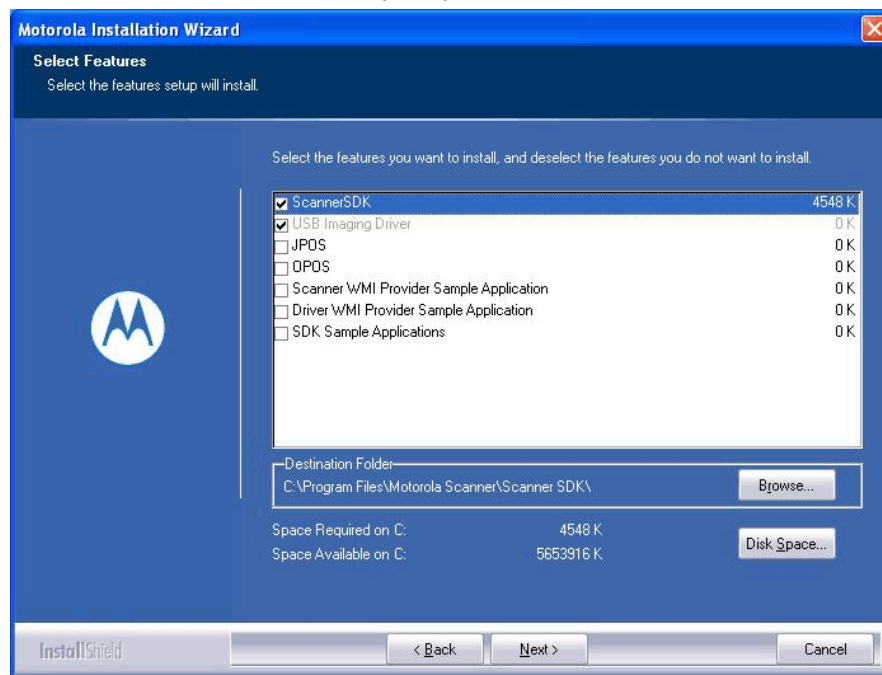 Motorola Installation Wizard
Select Features
Select the features setup will install.
Select the features you want to install, and deselect the features you do not want to install.
ScannerSDK 4548 K
USB Imaging Driver 0 K
JPOS 0 K
OPOS 0 K
Scanner WMI Provider Sample Application 0 K
Driver WMI Provider Sample Application 0 K
SDK Sample Applications 0 K
Destination Folder
C:\Program Files\Motorola Scanner\Scanner SDK\ Browse...
Space Required on C: 4548 K
Disk Space...
Space Available on C: 5653916 K
InstallShield < Back Next > Cancel